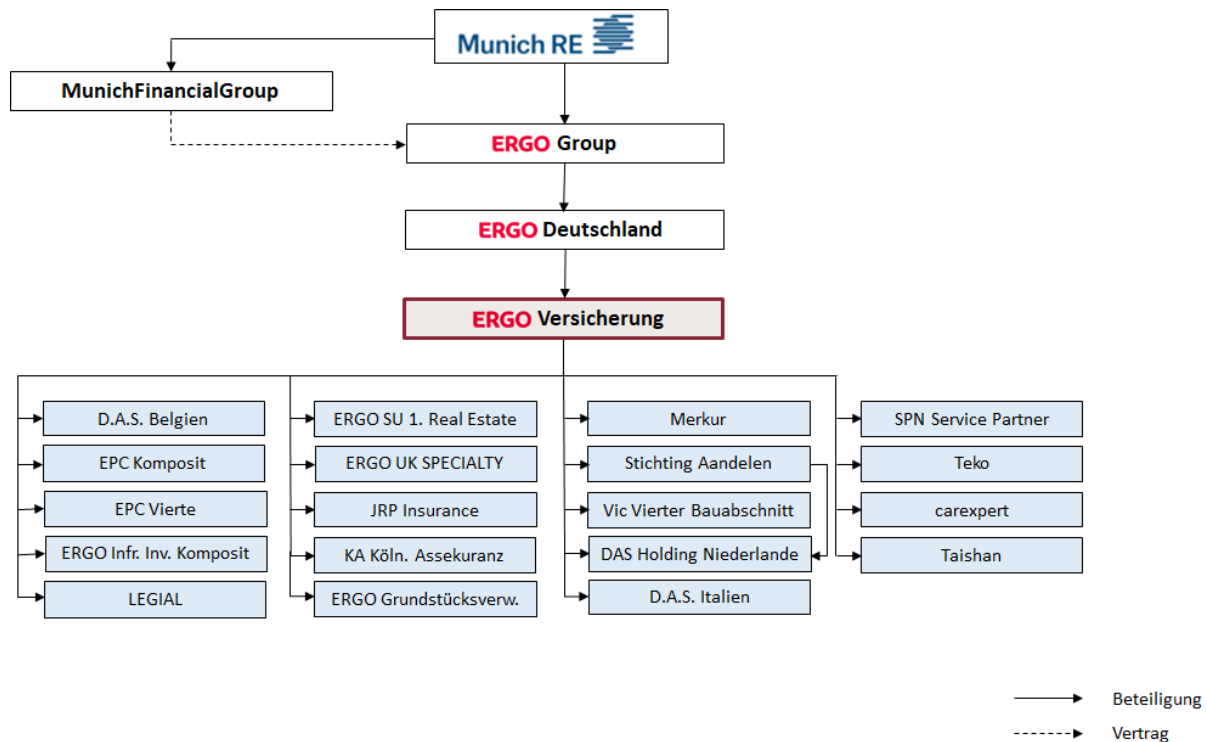 Munich RE
MunichFinancialGroup
ERGO Group
ERGO Deutschland
ERGO Versicherung
D.A.S. Belgien
EPC Komposit
EPC Vierte
ERGO Infr. Inv. Komposit
LEGIAL
ERGO SU 1. Real Estate
ERGO UK SPECIALTY
JRP Insurance
KA Köln. Assekuranz
ERGO Grundstücksverw.
Merkur
Stichting Aandelen
Vic Vierter Bauabschnitt
DAS Holding Niederlande
D.A.S. Italien
SPN Service Partner
Teko
carexpert
Taishan
Beteiligung
Vertrag